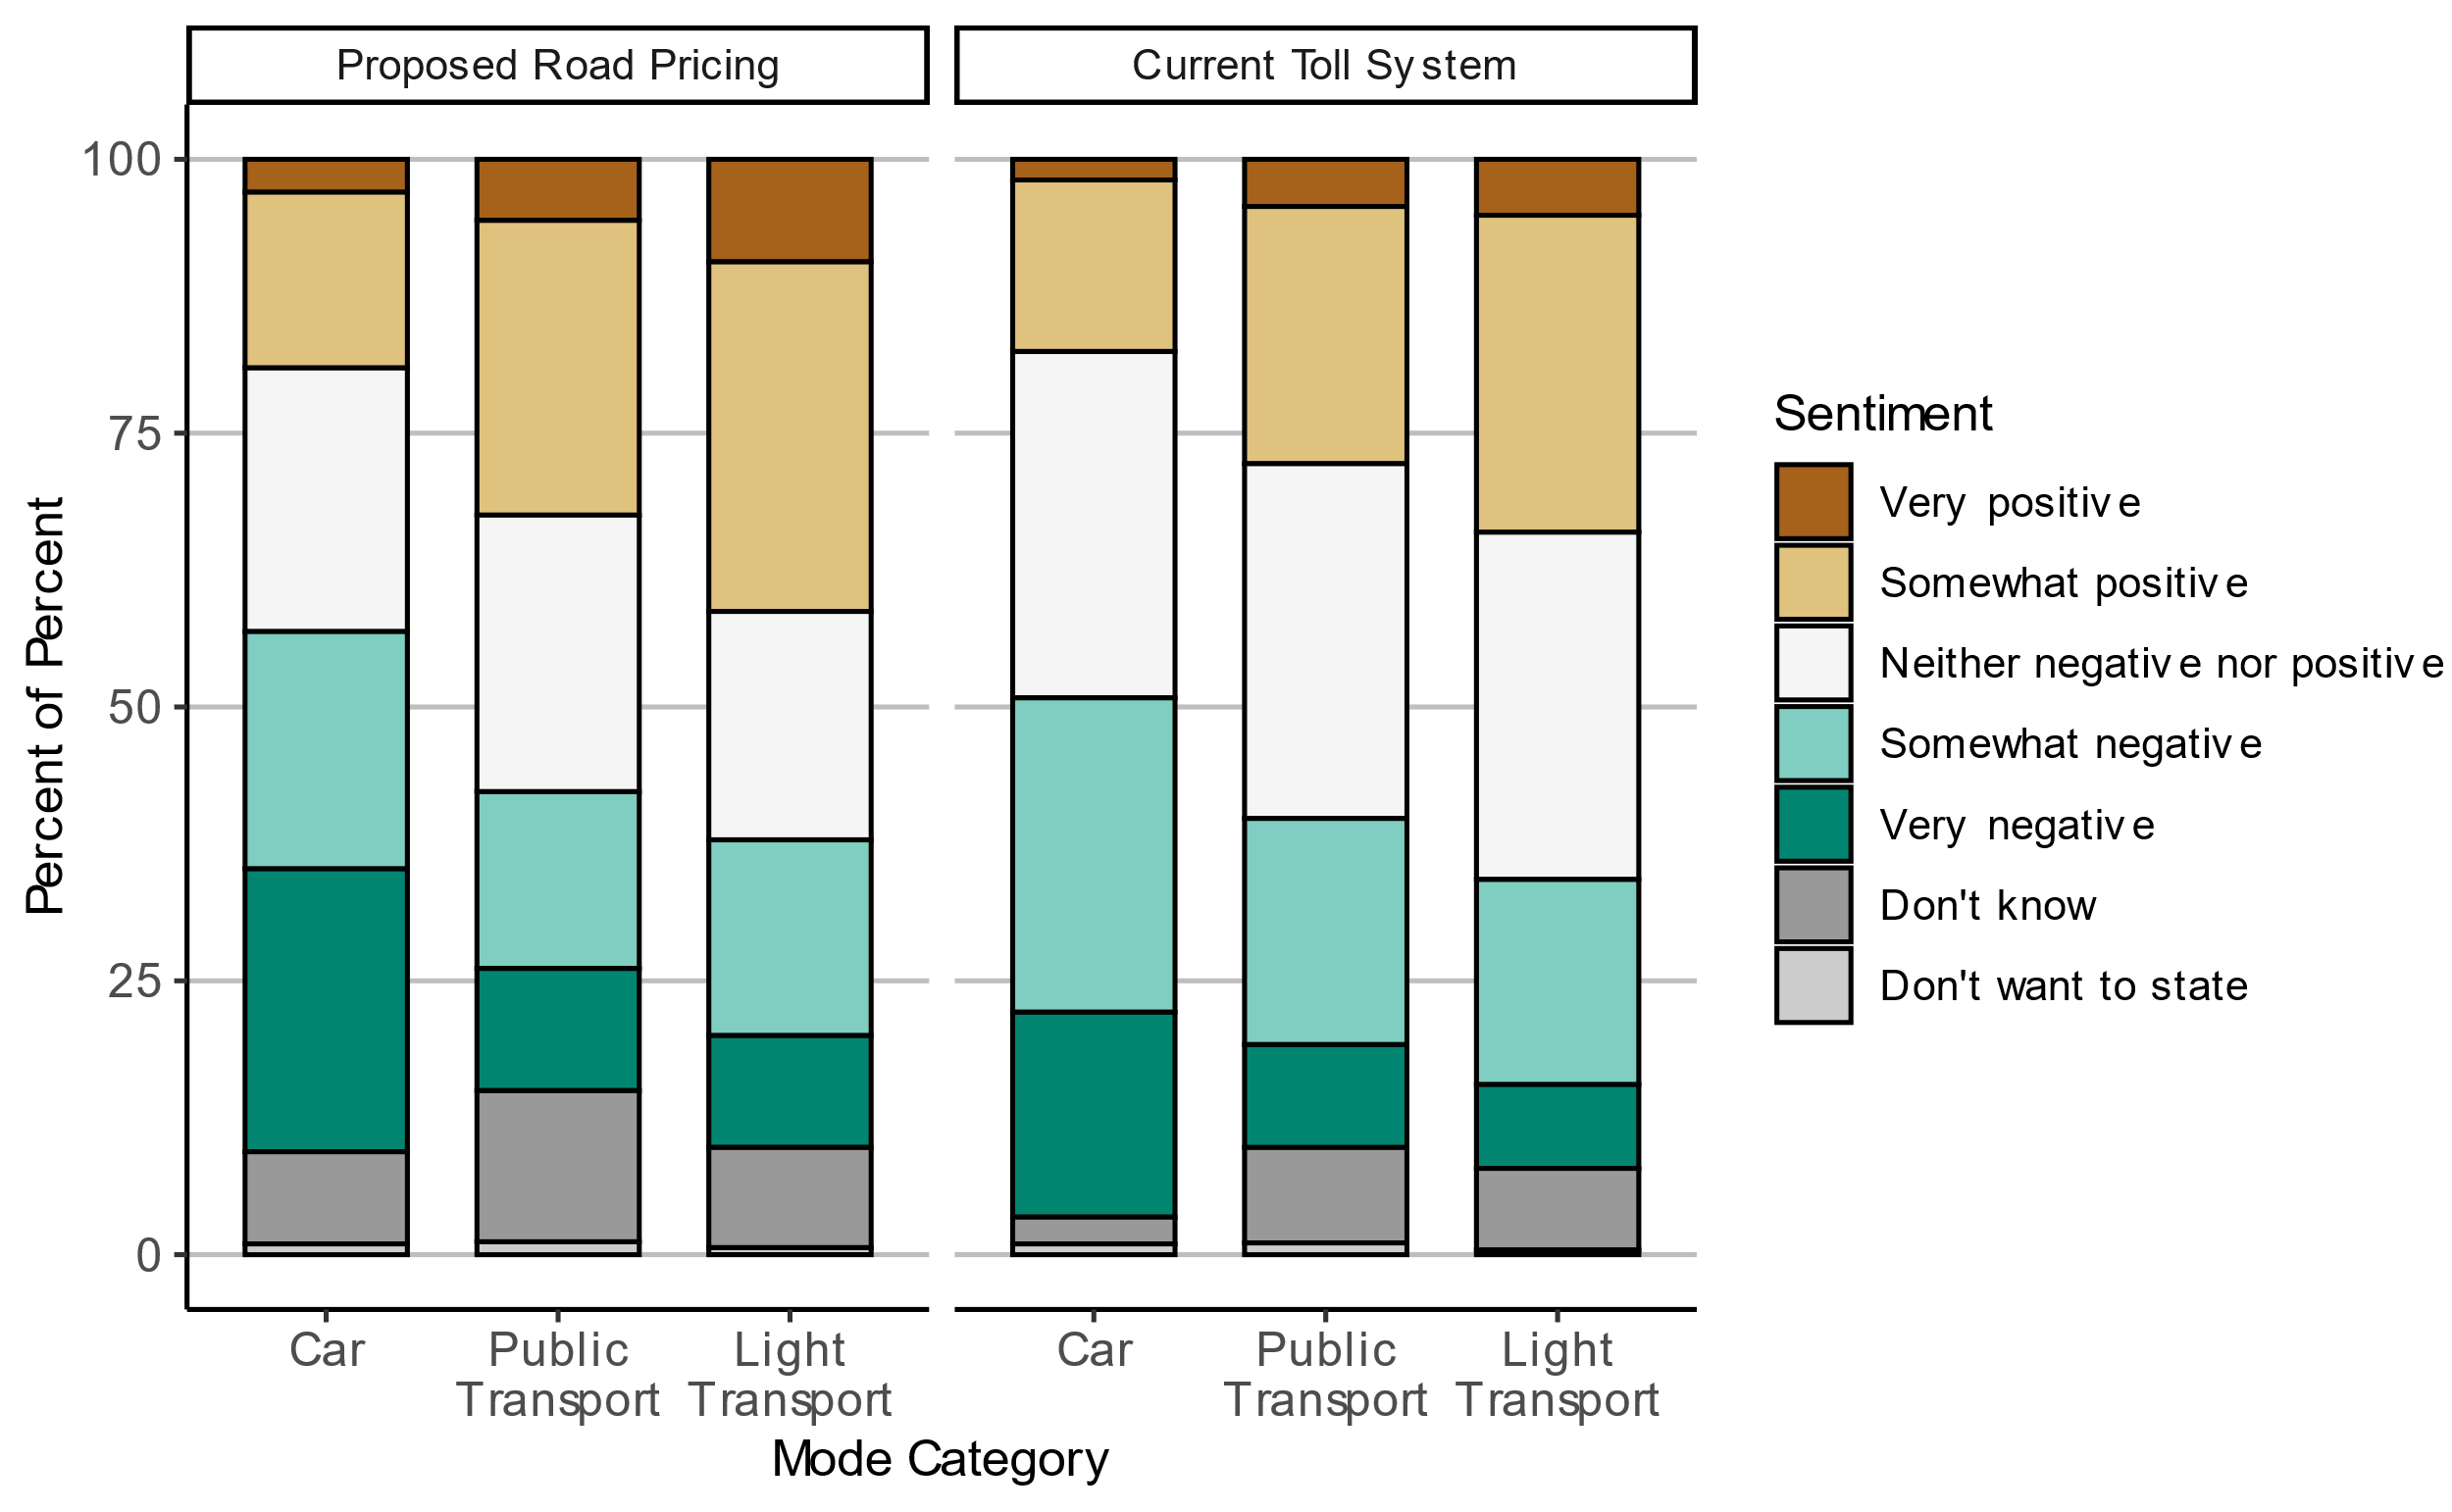 Proposed Road Pricing
Current Toll System
100
75
50
25
0
Percent of Percent
Car
Public
Transport
Light
Transport
Car
Public
Transport
Light
Transport
Mode Category
Sentiment
Very positive
Somewhat positive
Neither negative nor positive
Somewhat negative
Very negative
Don't know
Don't want to state